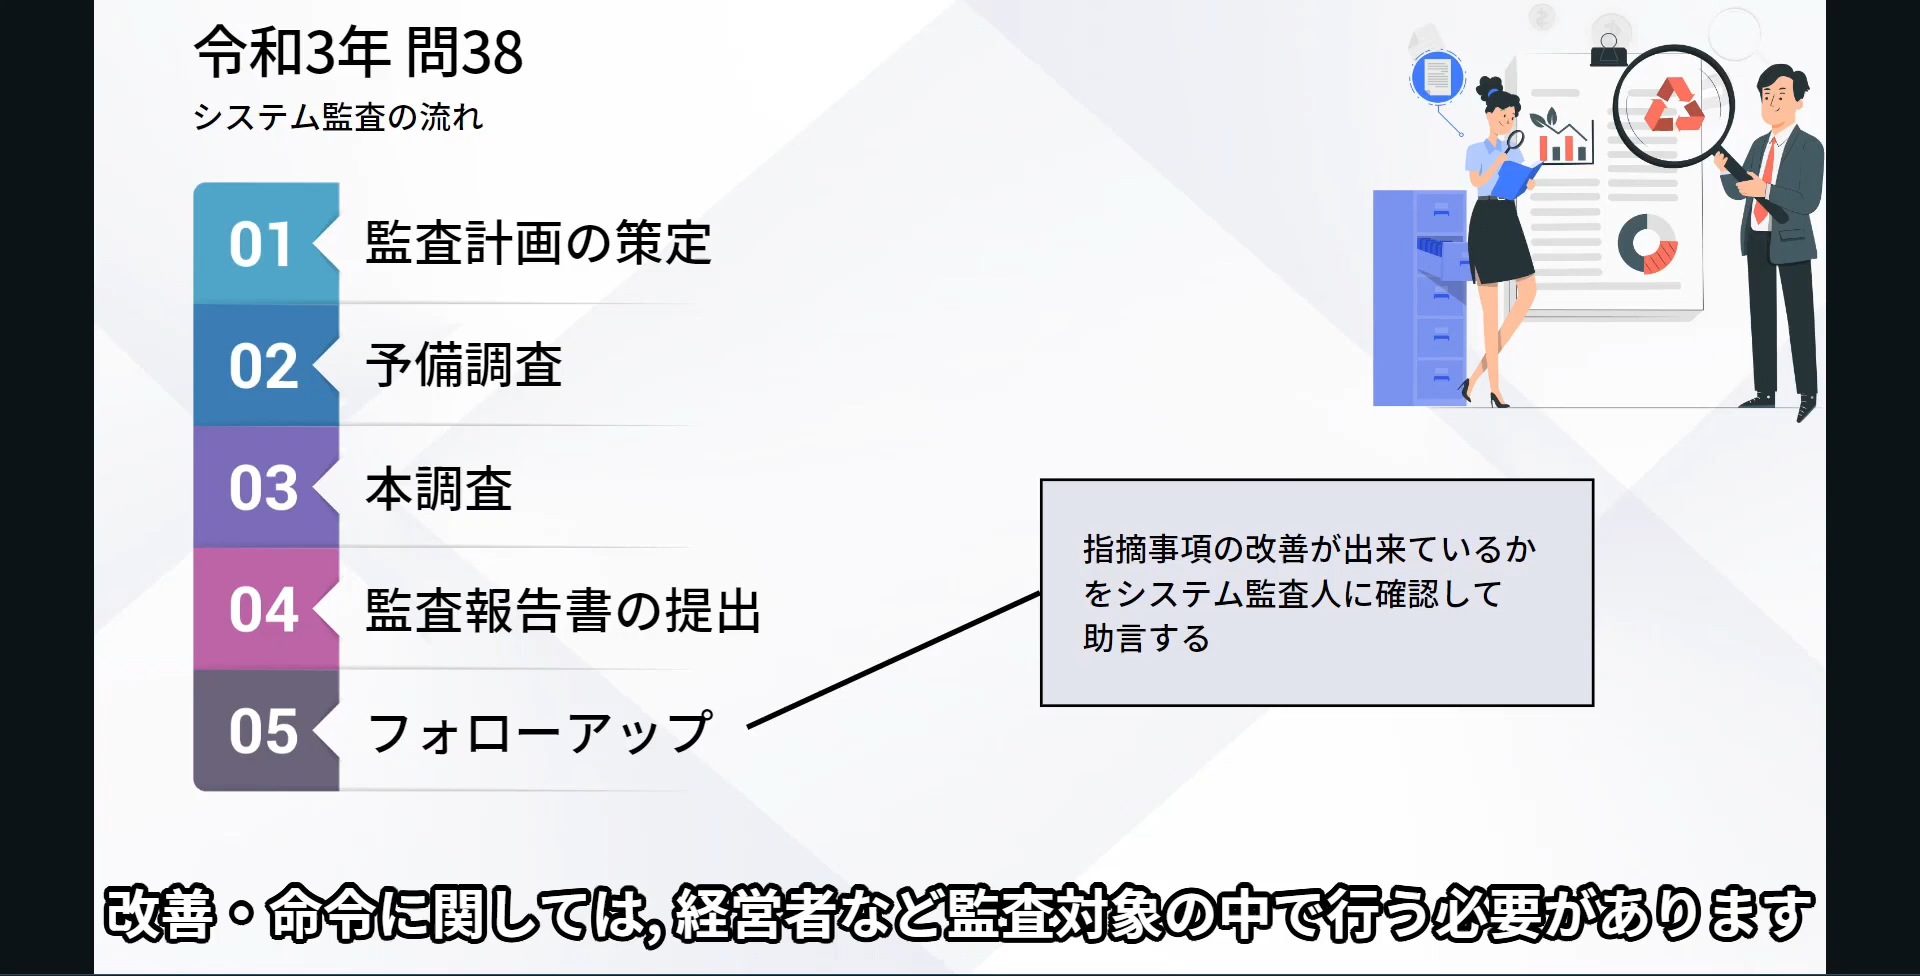 令和3年 問38
システム監査の流れ
01 監査計画の策定
02 予備調査
03 本調査
04 監査報告書の提出
05 フォローアップ
指摘事項の改善が出来ているか
をシステム監査人に確認して
助言する
改善・命令に関しては,経営者など監査対象の中で行う必要があります